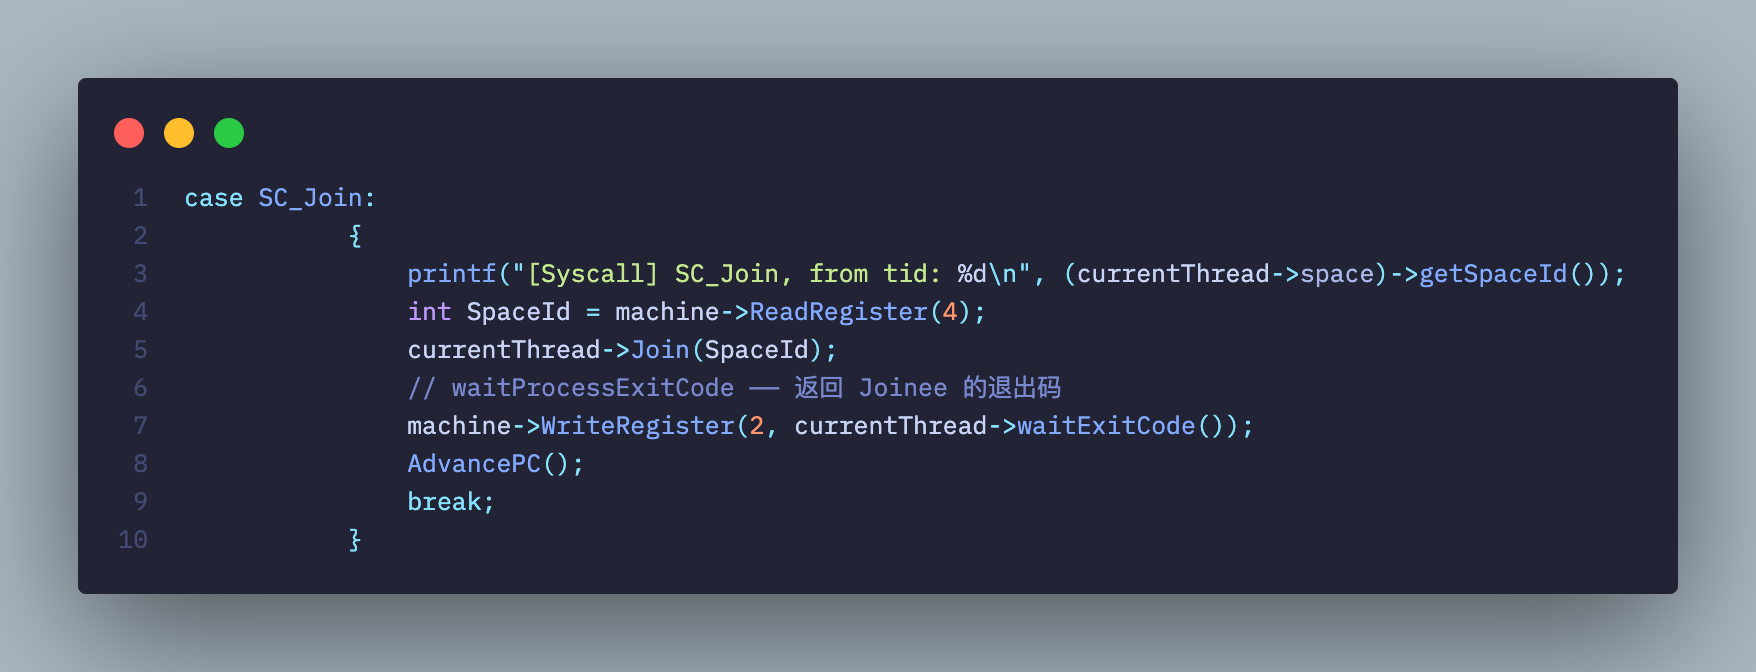 1 case SC_Join:
2 {
3 printf("[Syscall] SC_Join, from tid: %d\n", (currentThread->space)->getSpaceId());
4 int SpaceId = machine->ReadRegister(4);
5 currentThread->Join(SpaceId);
6 // waitProcessExitCode —— 返回 Joinee 的退出码
7 machine->WriteRegister(2, currentThread->waitExitCode());
8 AdvancePC();
9 break;
10 }